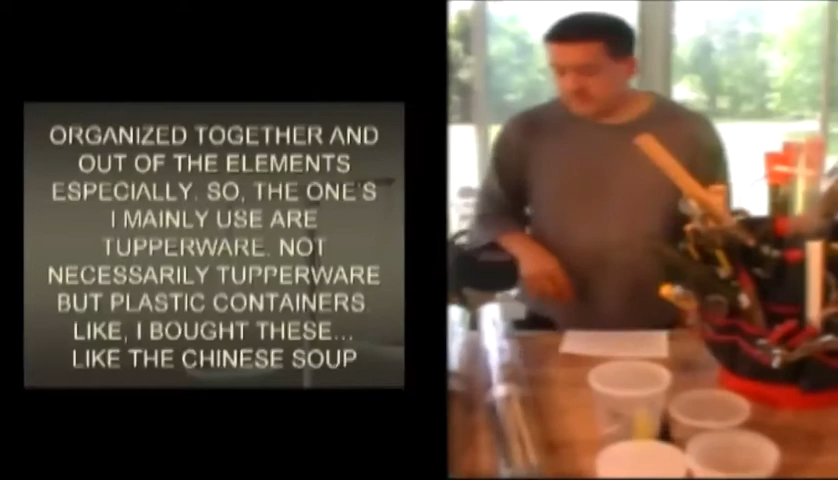 ORGANIZED TOGETHER AND
OUT OF THE ELEMENTS
ESPECIALLY. SO, THE ONE'S
I MAINLY USE ARE
TUPPERWARE. NOT
NECESSARILY TUPPERWARE
BUT PLASTIC CONTAINERS.
LIKE, I BOUGHT THESE...
LIKE THE CHINESE SOUP